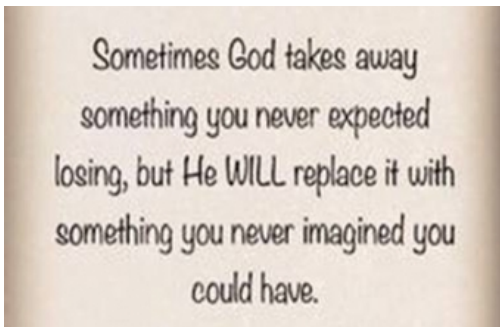 Sometimes God takes away
something you never expected
losing, but He WILL replace it with
something you never imagined you
could have.